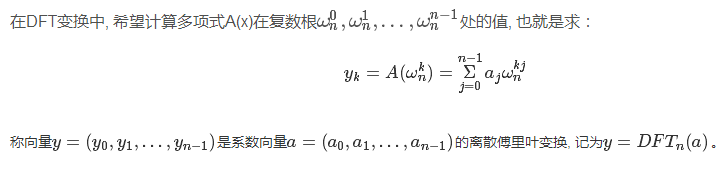 在DFT变换中, 希望计算多项式A(x)在复数根$\omega_n^0, \omega_n^1, \ldots, \omega_n^{n-1}$处的值, 也就是求：
$y_k = A(\omega_n^k) = \sum_{j=0}^{n-1} a_j \omega_n^{kj}$
称向量$y = (y_0, y_1, \ldots, y_{n-1})$是系数向量$a = (a_0, a_1, \ldots, a_{n-1})$的离散傅里叶变换, 记为$y = DFT_n(a)$。